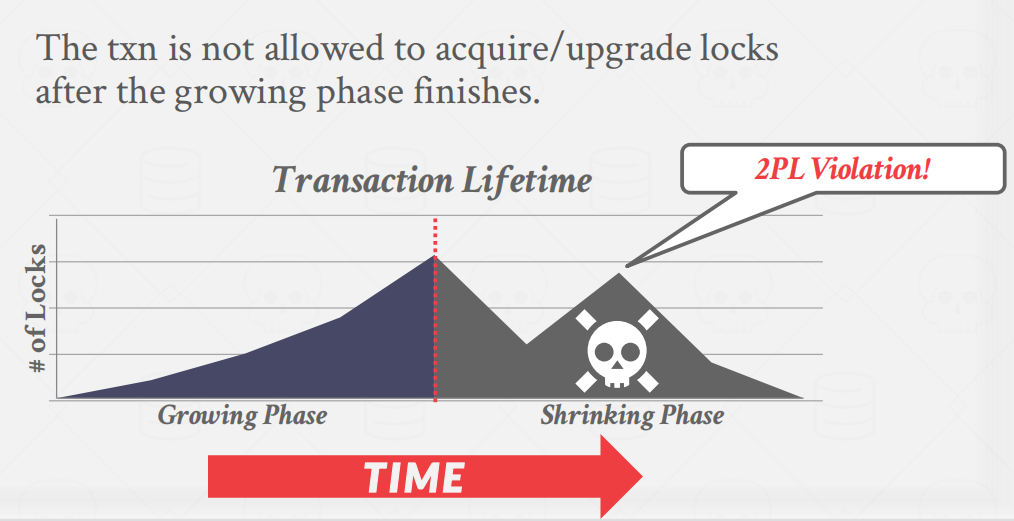 The txn is not allowed to acquire/upgrade locks
after the growing phase finishes.
Transaction Lifetime
2PL Violation!
# of Locks
Growing Phase
Shrinking Phase
TIME